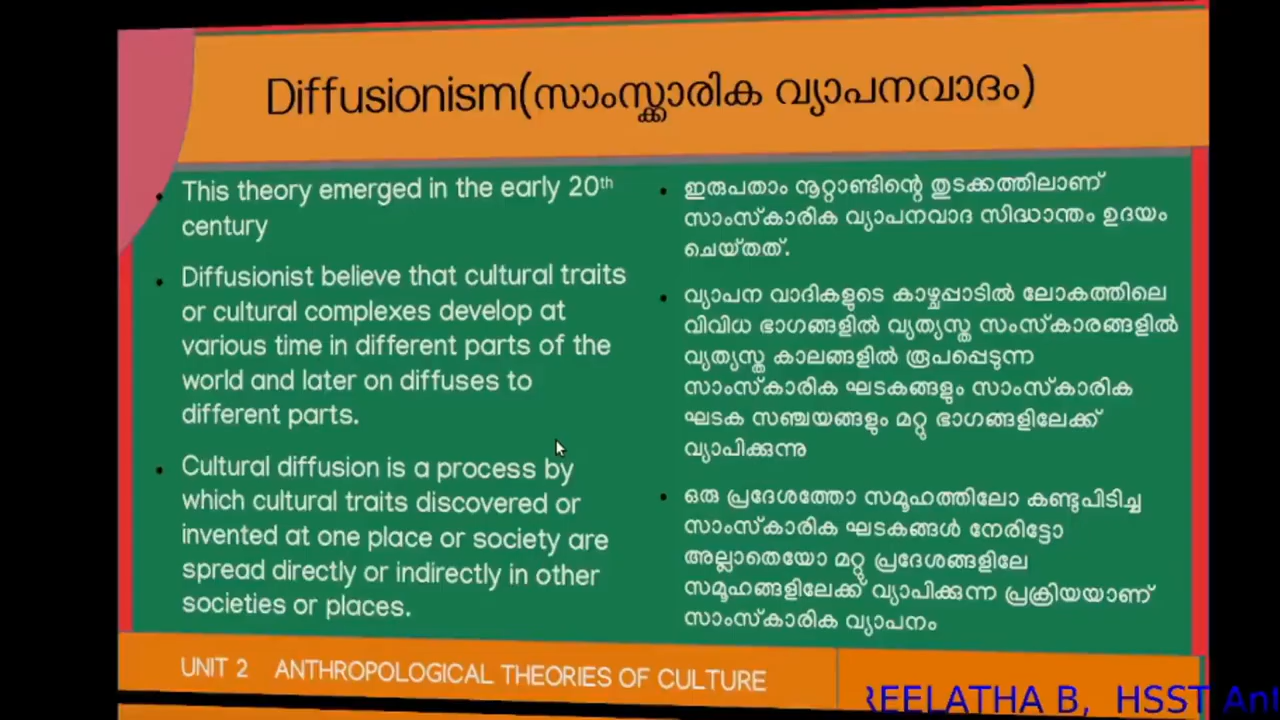 Diffusionism(സാംസ്ക്കാരിക വ്യാപനവാദം)
This theory emerged in the early 20th
century
Diffusionist believe that cultural traits
or cultural complexes develop at
various time in different parts of the
world and later on diffuses to
different parts.
Cultural diffusion is a process by
which cultural traits discovered or
invented at one place or society are
spread directly or indirectly in other
societies or places.
ഇരുപതാം നൂറ്റാണ്ടിന്റെ തുടക്കത്തിലാണ്
സാംസ്കാരിക വ്യാപനവാദ സിദ്ധാന്തം ഉദയം
ചെയ്തത്.
വ്യാപന വാദികളുടെ കാഴ്ച്ചപ്പാടിൽ ലോകത്തിലെ
വിവിധ ഭാഗങ്ങളിൽ വ്യത്യസ്ത സംസ്കാരങ്ങളിൽ
വ്യത്യസ്ത കാലങ്ങളിൽ രൂപപ്പെടുന്ന
സാംസ്കാരിക ഘടകങ്ങളും സാംസ്കാരിക
ഘടക സഞ്ചയങ്ങളും മറ്റു ഭാഗങ്ങളിലേക്ക്
വ്യാപിക്കുന്നു
ഒരു പ്രദേശത്തോ സമൂഹത്തിലോ കണ്ടുപിടിച്ച
സാംസ്കാരിക ഘടകങ്ങൾ നേരിട്ടോ
അല്ലാതെയോ മറ്റു പ്രദേശങ്ങളിലേ
സമൂഹങ്ങളിലേക്ക് വ്യാപിക്കുന്ന പ്രക്രിയയാണ്
സാംസ്കാരിക വ്യാപനം
UNIT 2 ANTHROPOLOGICAL THEORIES OF CULTURE
REELATHA B, HSST Ant